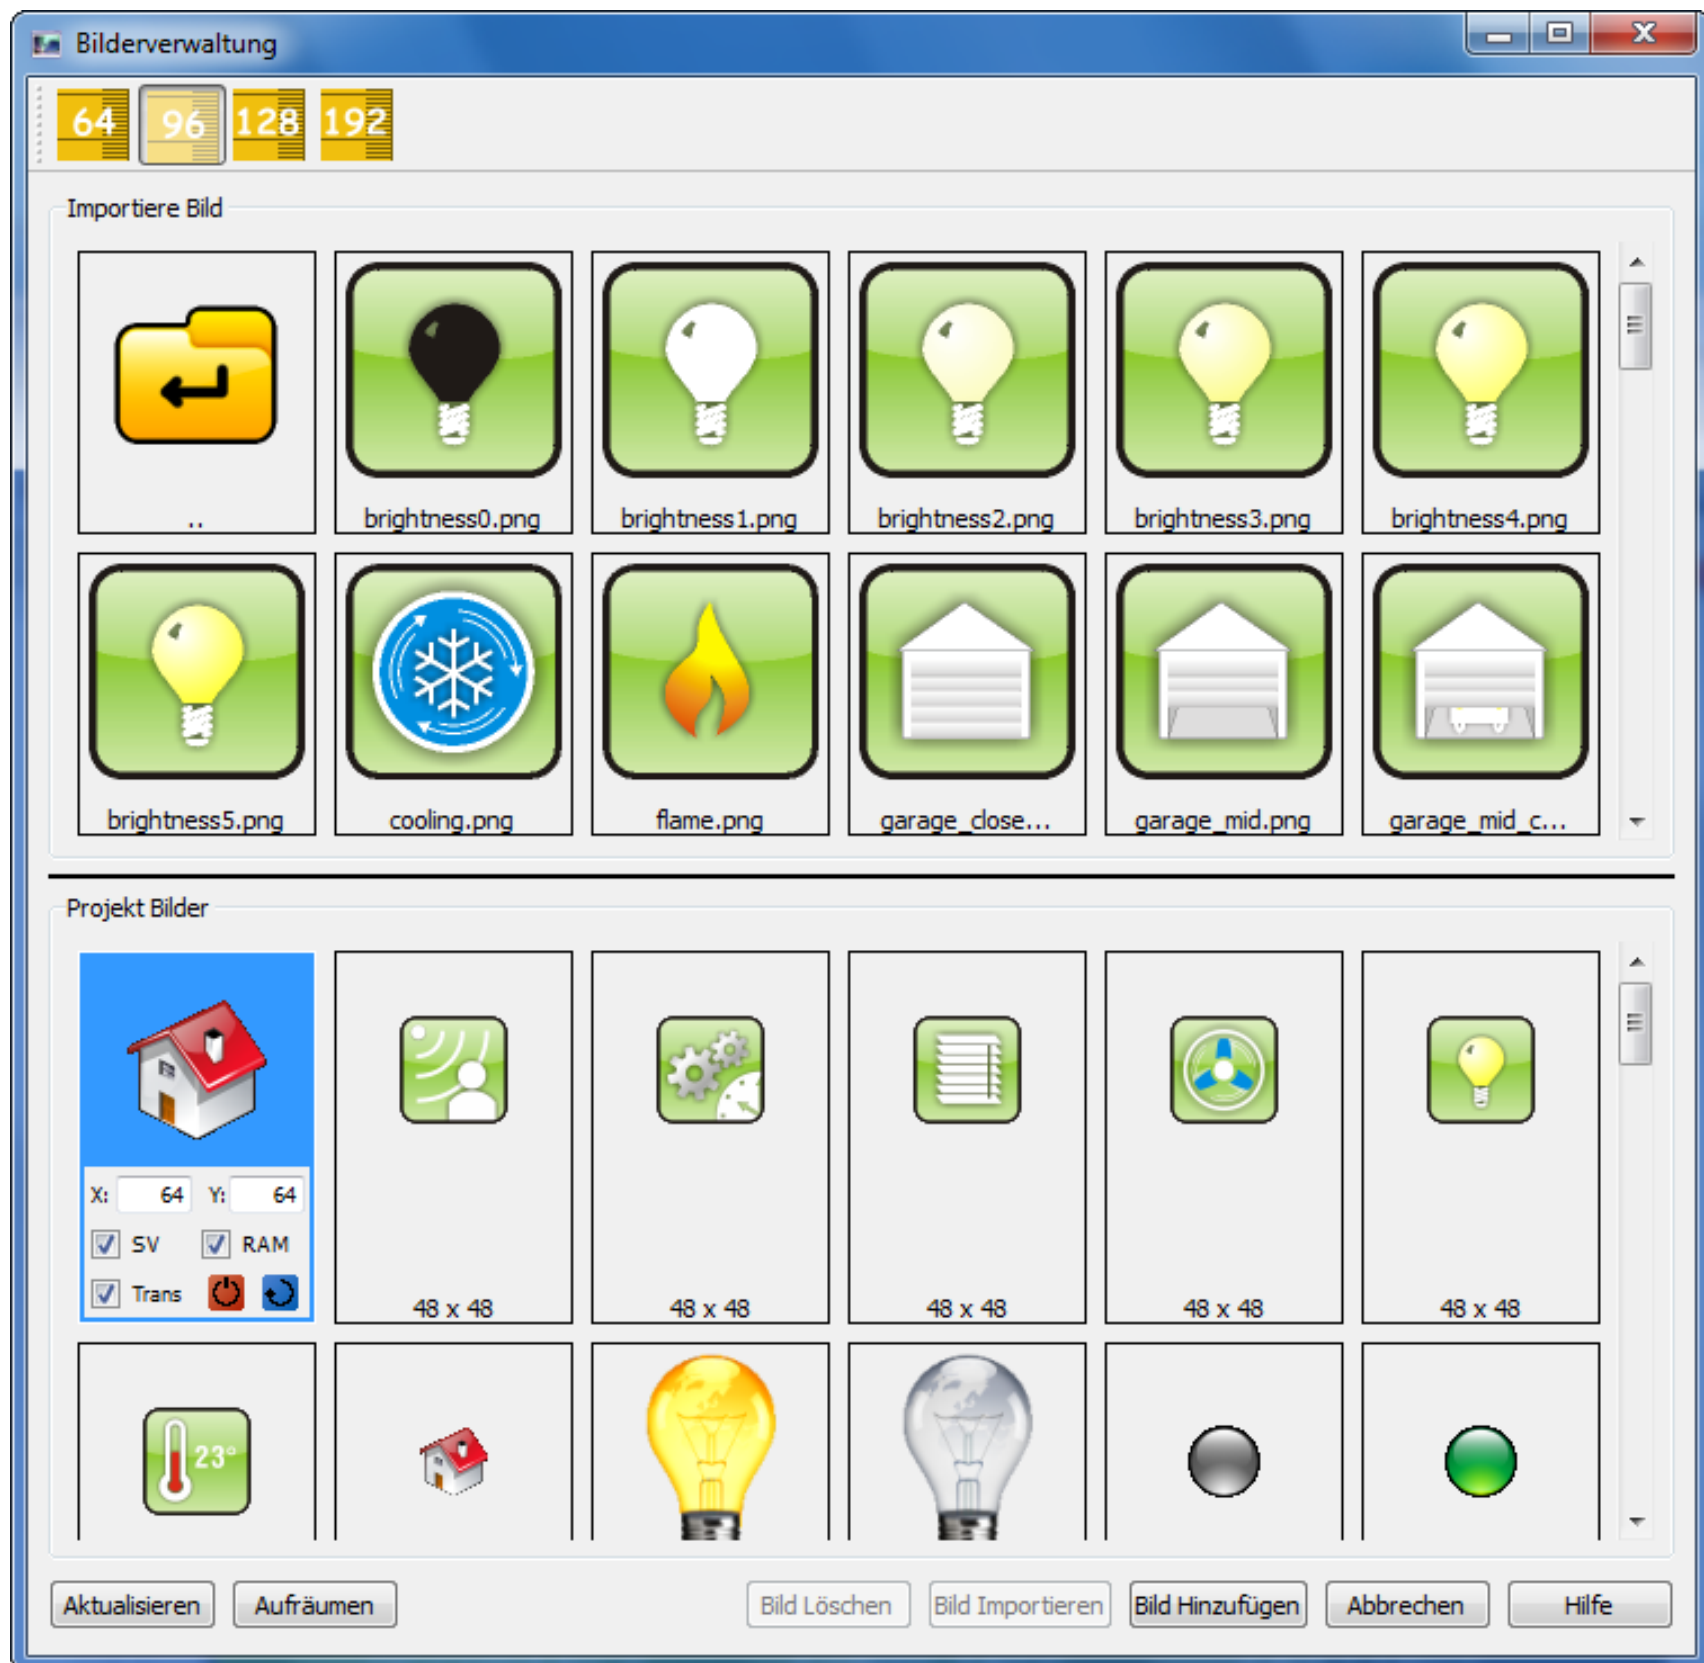 Bilderverwaltung
64 96 128 192
Importiere Bild
.. brightness0.png brightness1.png brightness2.png brightness3.png brightness4.png
brightness5.png cooling.png flame.png garage_close... garage_mid.png garage_mid_c...
Projekt Bilder
X: 64 Y: 64
SV RAM
Trans
48 x 48 48 x 48 48 x 48 48 x 48 48 x 48
23°
Aktualisieren Aufräumen Bild Löschen Bild Importieren Bild Hinzufügen Abbrechen Hilfe